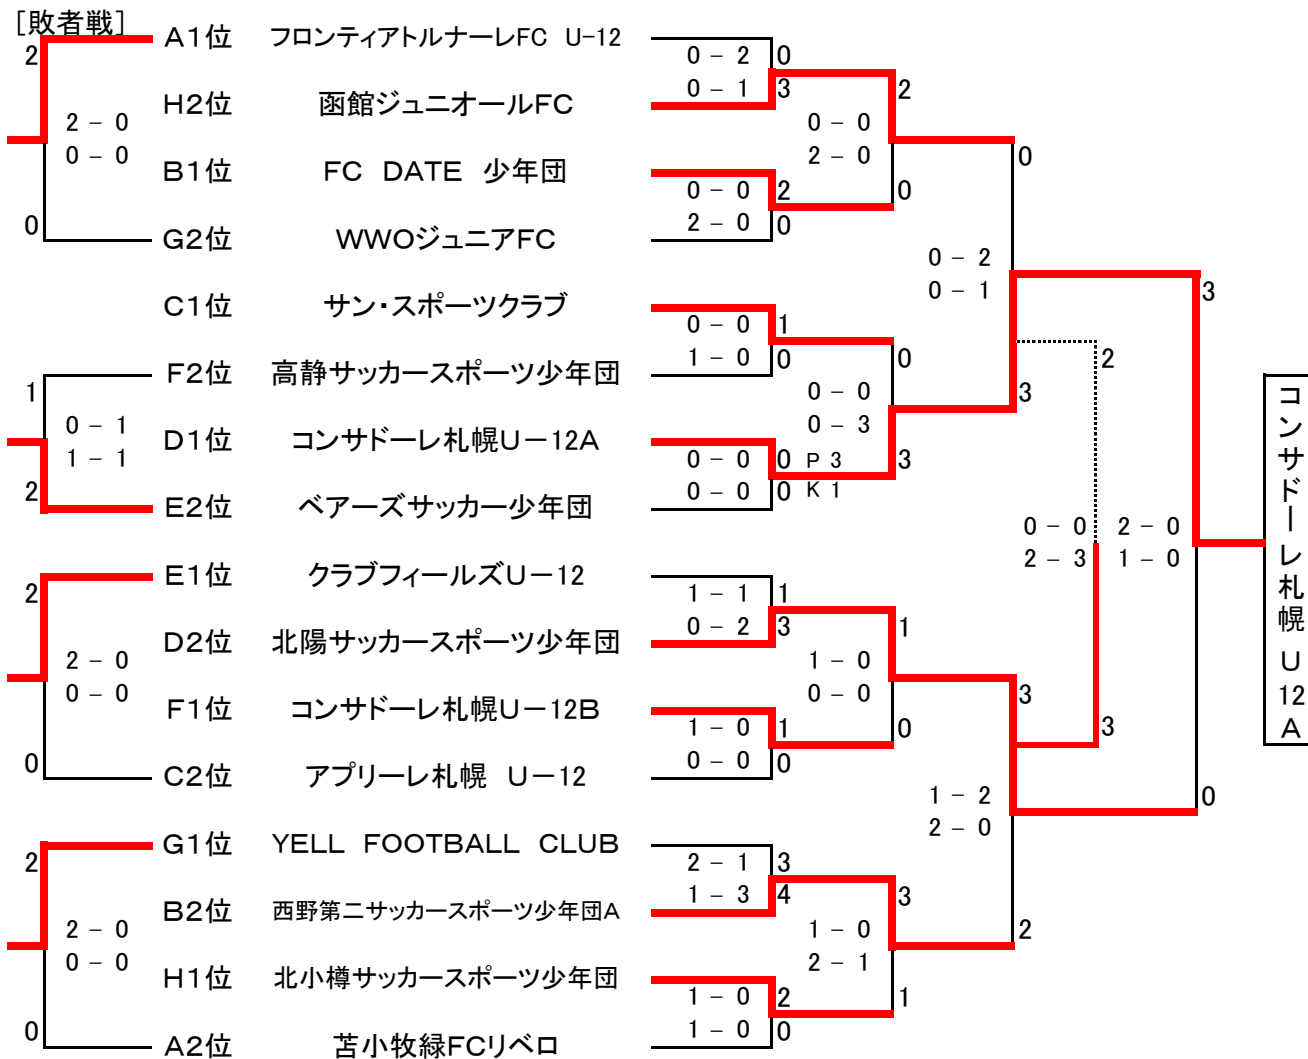 [敗者戦]
2 A1位 フロンティアトルナーレFC U-12
0 - 2 0
0 - 1 3 2
H2位 函館ジュニオールFC
2 - 0
0 - 0
0 - 0
2 - 0
0
B1位 FC DATE 少年団
0 - 0 2 0
2 - 0 0
0 G2位 WWOジュニアFC
0 - 2
0 - 1
3
C1位 サン・スポーツクラブ
0 - 0 1
1 - 0 0 0 2
1 F2位 高静サッカースポーツ少年団
0 - 0
0 - 3
3
0 - 1
1 - 1
D1位 コンサドーレ札幌U-12A
0 - 0 0 P 3 3
0 - 0 0 K 1
2 E2位 ベアーズサッカー少年団
0 - 0 2 - 0
2 - 3 1 - 0
コンサドーレ札幌U12A
2 E1位 クラブフィールズU-12
1 - 1 1
0 - 2 3 1
D2位 北陽サッカースポーツ少年団
2 - 0
0 - 0
1 - 0
0 - 0
3
F1位 コンサドーレ札幌U-12B
1 - 0 1 0 3
0 - 0 0
0 C2位 アプリーレ札幌 U-12
1 - 2
2 - 0
0
2 G1位 YELL FOOTBALL CLUB
2 - 1 3
1 - 3 4 3
B2位 西野第二サッカースポーツ少年団A
2 - 0
0 - 0
1 - 0
2 - 1
2
H1位 北小樽サッカースポーツ少年団
1 - 0 2 1
1 - 0 0
0 A2位 苫小牧緑FCリベロ